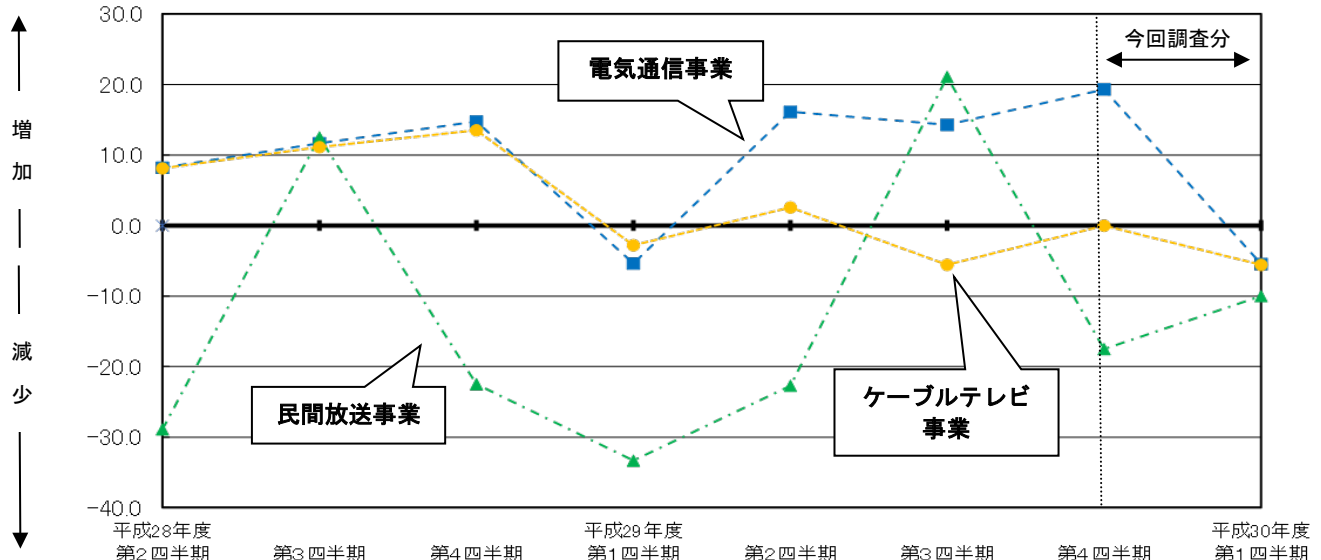 30.0
20.0
10.0
0.0
-10.0
-20.0
-30.0
-40.0
増
加
減
少
今回調査分
電気通信事業
民間放送事業
ケーブルテレビ
事業
平成28年度
第2四半期
第3四半期
第4四半期
平成29年度
第1四半期
第2四半期
第3四半期
第4四半期
平成30年度
第1四半期